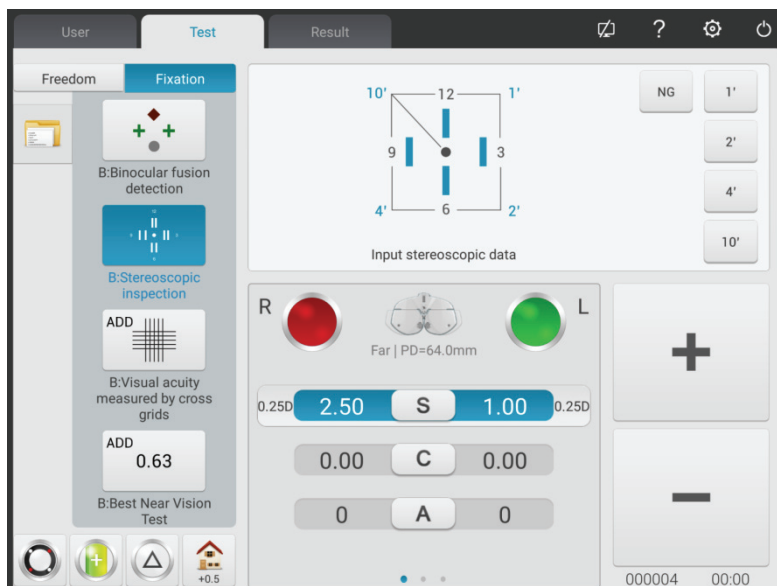 User
Test
Result
?
Freedom
Fixation
B:Binocular fusion
detection
B:Stereoscopic
inspection
ADD
B:Visual acuity
measured by cross
grids
ADD
0.63
B:Best Near Vision
Test
+0.5
10' 12 1'
9 3
4' 6 2'
Input stereoscopic data
NG 1'
2'
4'
10'
R L
Far | PD=64.0mm
0.25D 2.50 S 1.00 0.25D
0.00 C 0.00
0 A 0
+
−
000004 00:00